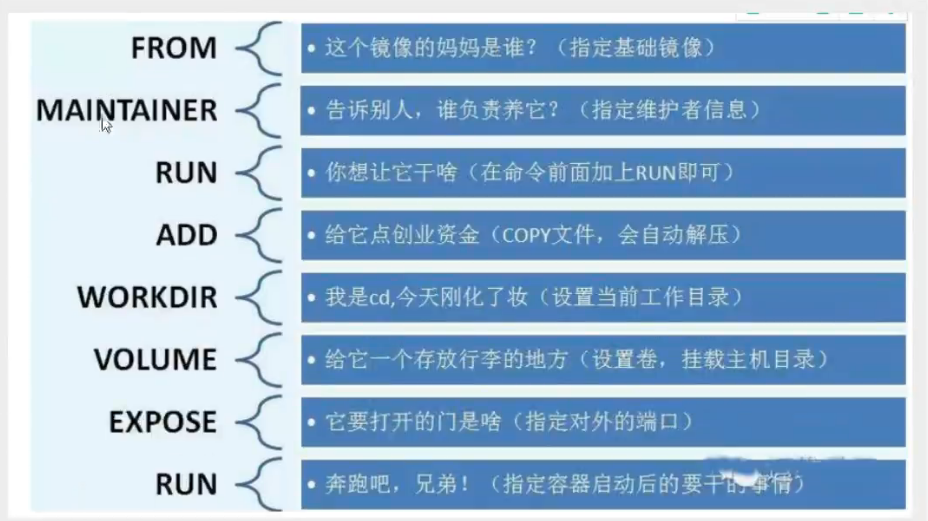 FROM
• 这个镜像的妈妈是谁？（指定基础镜像）
MAINTAINER
• 告诉别人，谁负责养它？（指定维护者信息）
RUN
• 你想让它干啥（在命令前面加上RUN即可）
ADD
• 给它点创业资金（COPY文件，会自动解压）
WORKDIR
• 我是cd,今天刚化了妆（设置当前工作目录）
VOLUME
• 给它一个存放行李的地方（设置卷，挂载主机目录）
EXPOSE
• 它要打开的门是啥（指定对外的端口）
RUN
• 奔跑吧，兄弟！（指定容器启动后的要干的事情）